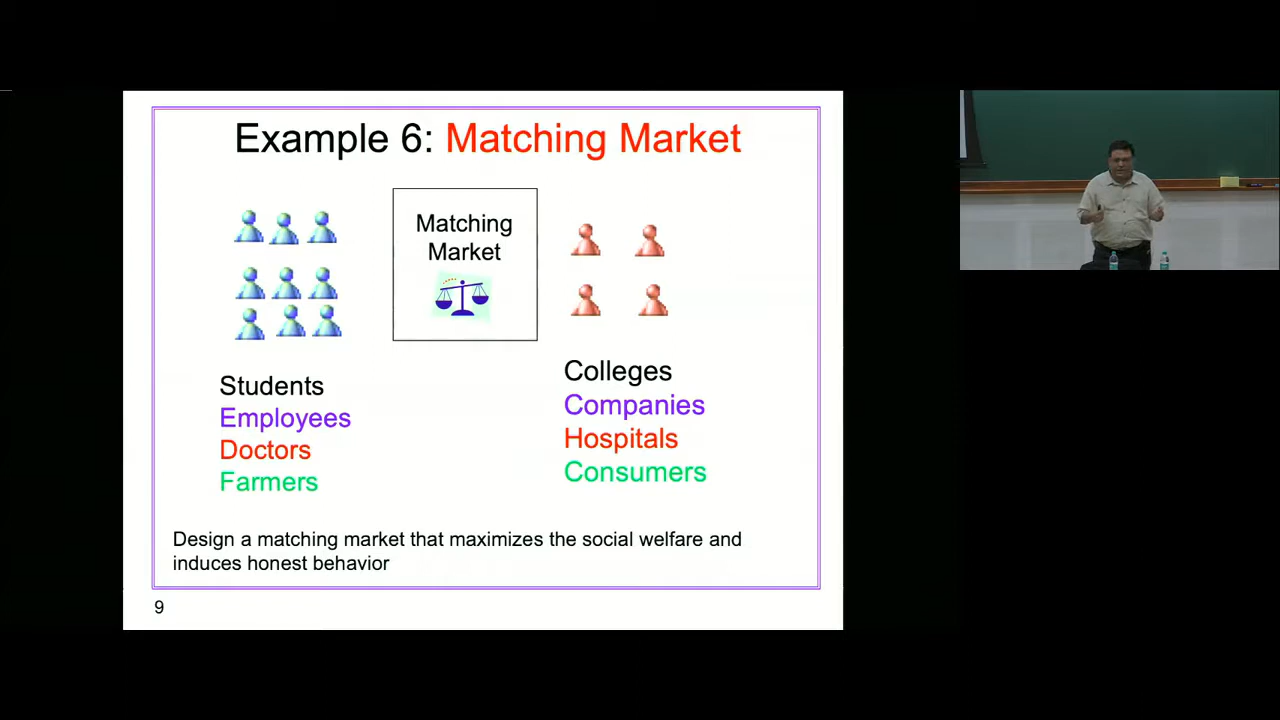 Example 6: Matching Market
Matching
Market
Students
Employees
Doctors
Farmers
Colleges
Companies
Hospitals
Consumers
Design a matching market that maximizes the social welfare and
induces honest behavior
9